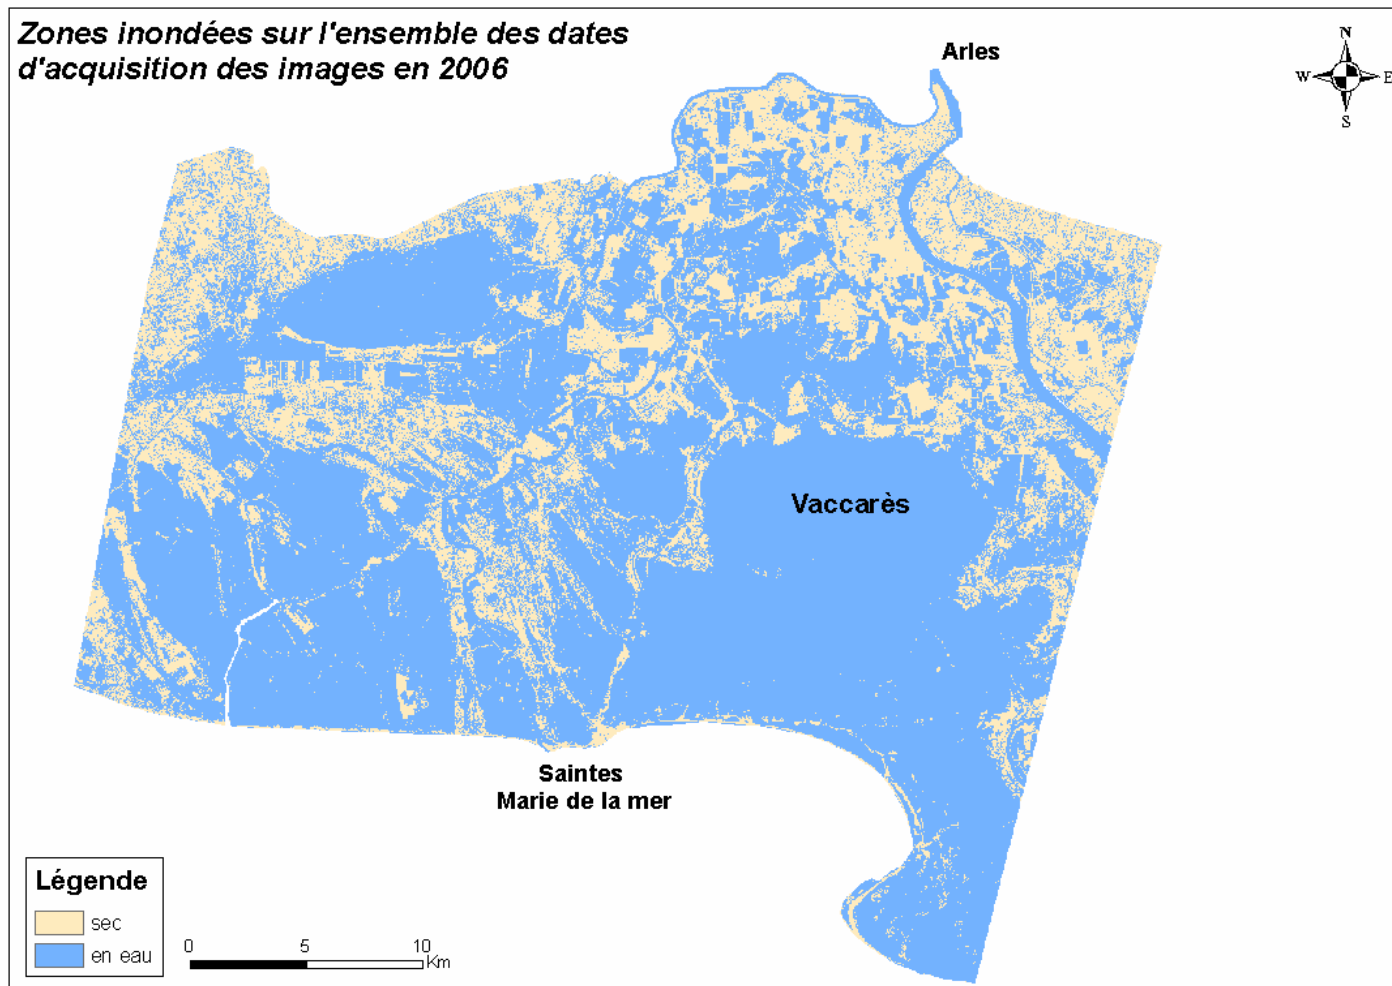 Zones inondées sur l'ensemble des dates
d'acquisition des images en 2006
Arles
N
W E
S
Vaccarès
Saintes
Marie de la mer
Légende
sec
en eau
0 5 10
Km